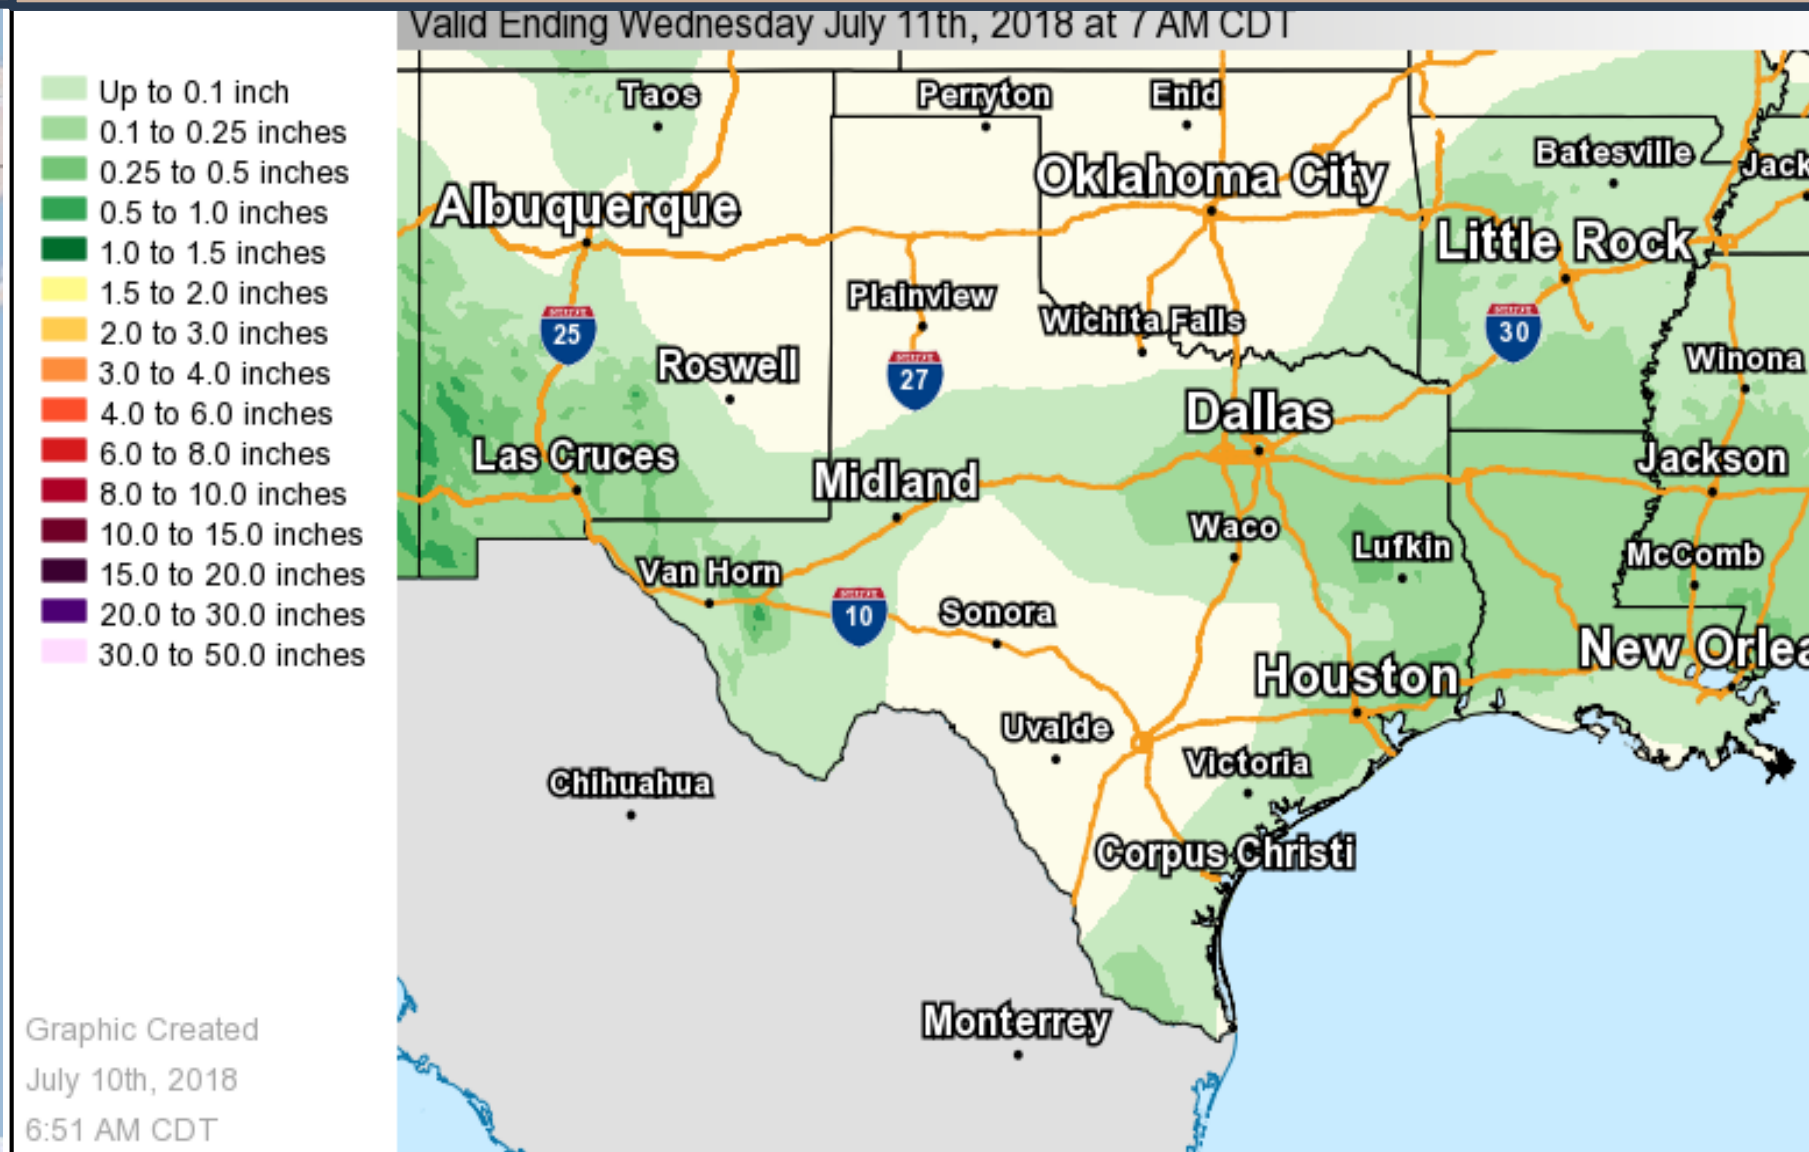 Valid Ending Wednesday July 11th, 2018 at 7 AM CDT
Up to 0.1 inch
0.1 to 0.25 inches
0.25 to 0.5 inches
0.5 to 1.0 inches
1.0 to 1.5 inches
1.5 to 2.0 inches
2.0 to 3.0 inches
3.0 to 4.0 inches
4.0 to 6.0 inches
6.0 to 8.0 inches
8.0 to 10.0 inches
10.0 to 15.0 inches
15.0 to 20.0 inches
20.0 to 30.0 inches
30.0 to 50.0 inches
Graphic Created
July 10th, 2018
6:51 AM CDT
Taos
Perryton
Enid
Batesville
Jack
Albuquerque
Oklahoma City
Little Rock
Plainview
Wichita Falls
25
30
Roswell
27
Winona
Dallas
Las Cruces
Midland
Jackson
Waco
Lufkin
McComb
Van Horn
10
Sonora
New Orlea
Houston
Uvalde
Victoria
Chihuahua
Corpus Christi
Monterrey